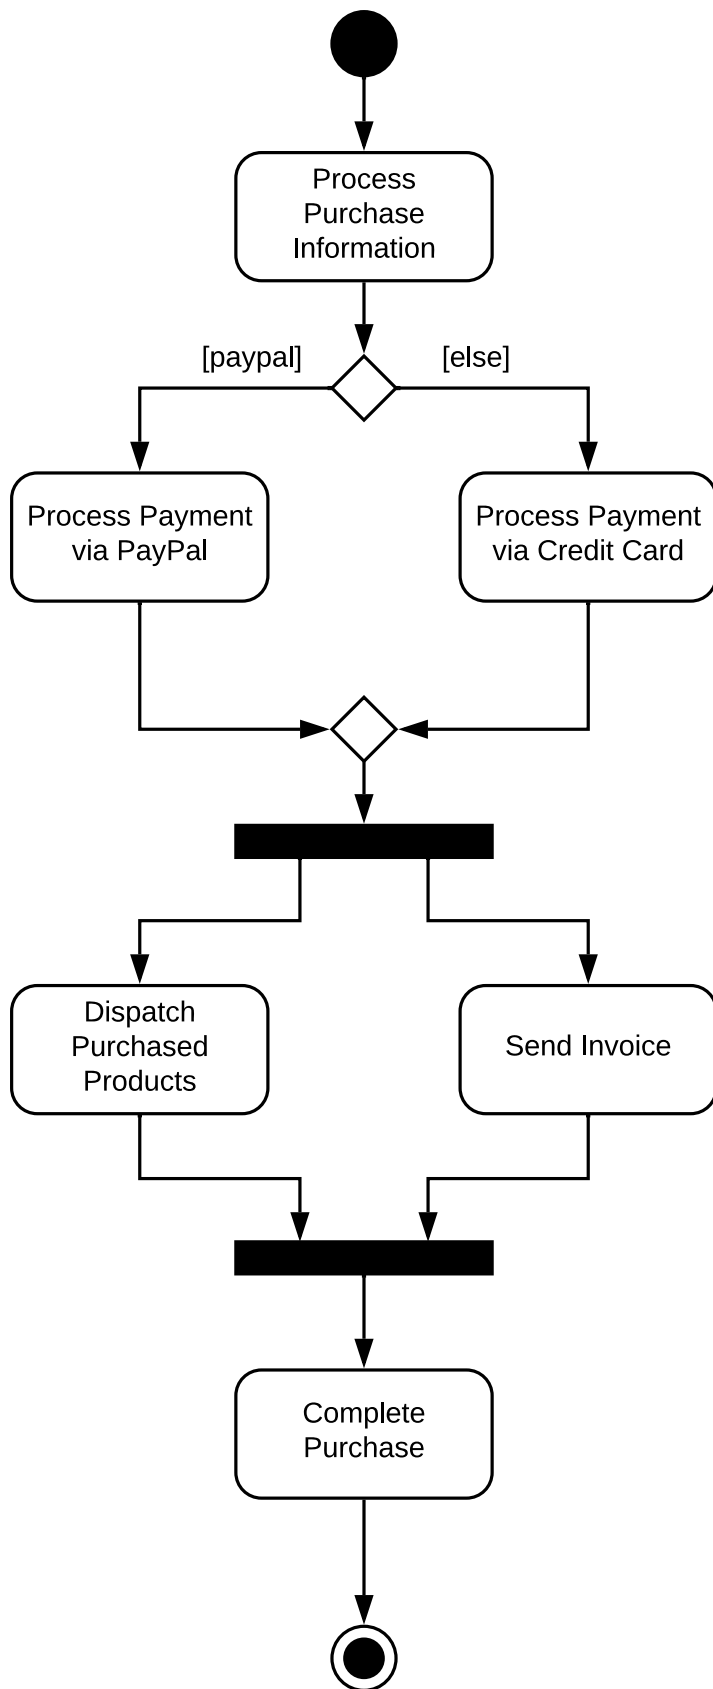 Process
Purchase
Information
[paypal]
[else]
Process Payment
via PayPal
Process Payment
via Credit Card
Dispatch
Purchased
Products
Send Invoice
Complete
Purchase